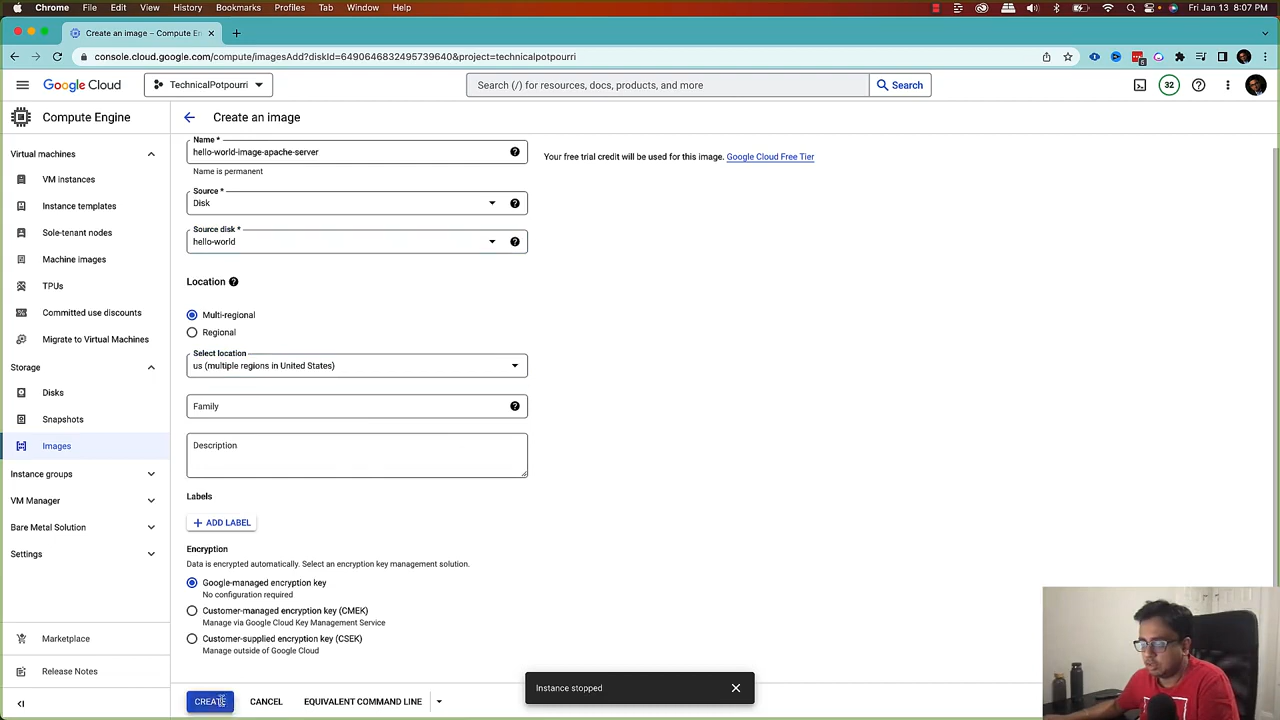 Chrome File Edit View History Bookmarks Profiles Tab Window Help Fri Jan 13 8:07 PM
Create an image – Compute En
console.cloud.google.com/compute/imagesAdd?diskId=6490646832495739640&project=technicalpotpourri
Google Cloud TechnicalPotpourri Search (/) for resources, docs, products, and more Search 32
Compute Engine
Create an image
Virtual machines
VM instances
Instance templates
Sole-tenant nodes
Machine images
TPUs
Committed use discounts
Migrate to Virtual Machines
Storage
Disks
Snapshots
Images
Instance groups
VM Manager
Bare Metal Solution
Settings
Marketplace
Release Notes
Name *
hello-world-image-apache-server
Name is permanent
Source *
Disk
Source disk *
hello-world
Location
Multi-regional
Regional
Select location
us (multiple regions in United States)
Family
Description
Labels
+ ADD LABEL
Encryption
Data is encrypted automatically. Select an encryption key management solution.
Google-managed encryption key
No configuration required
Customer-managed encryption key (CMEK)
Manage via Google Cloud Key Management Service
Customer-supplied encryption key (CSEK)
Manage outside of Google Cloud
CREATE CANCEL EQUIVALENT COMMAND LINE
Your free trial credit will be used for this image. Google Cloud Free Tier
Instance stopped